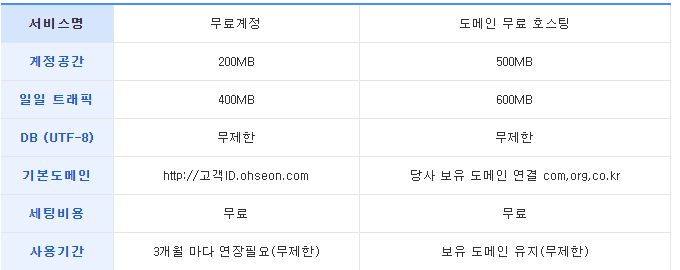 서비스명 무료계정 도메인 무료 호스팅
계정공간 200MB 500MB
일일 트래픽 400MB 600MB
DB (UTF-8) 무제한 무제한
기본도메인 http://고객ID.ohseon.com 당사 보유 도메인 연결 com,org,co.kr
세팅비용 무료 무료
사용기간 3개월 마다 연장필요(무제한) 보유 도메인 유지(무제한)